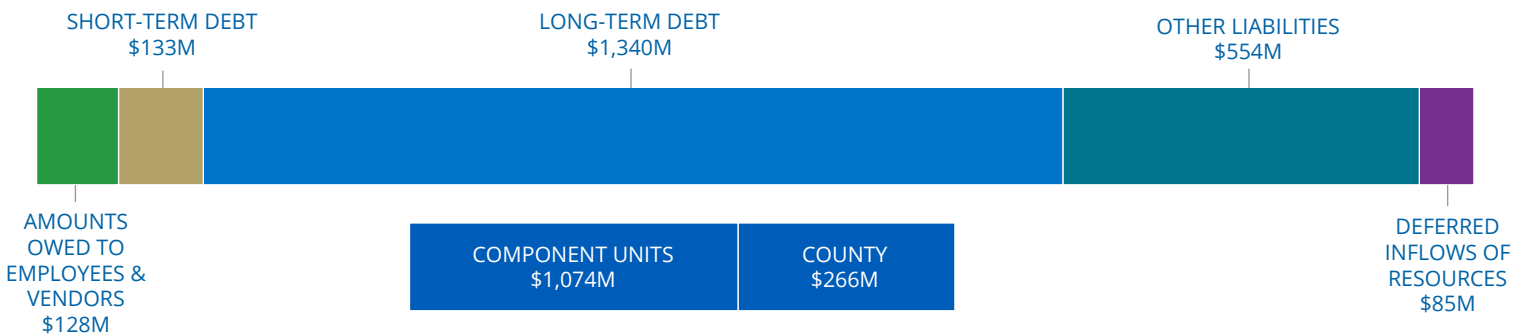 SHORT-TERM DEBT
$133M
LONG-TERM DEBT
$1,340M
OTHER LIABILITIES
$554M
AMOUNTS
OWED TO
EMPLOYEES &
VENDORS
$128M
COMPONENT UNITS
$1,074M
COUNTY
$266M
DEFERRED
INFLOWS OF
RESOURCES
$85M